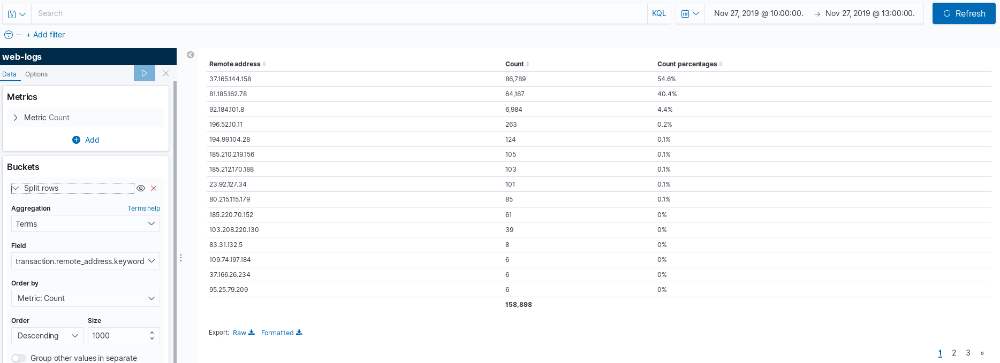 Search
KQL
Nov 27, 2019 @ 10:00:00. → Nov 27, 2019 @ 13:00:00.
Refresh
+ Add filter
web-logs
Data Options
Metrics
Metric Count
Add
Buckets
Split rows
Aggregation Terms help
Terms
Field
transaction.remote_address.keyword
Order by
Metric: Count
Order Size
Descending 1000
Group other values in separate
Remote address Count Count percentages
37.165.144.158 86,789 54.6%
81.185.162.78 64,167 40.4%
92.184.101.8 6,984 4.4%
196.52.10.11 263 0.2%
194.99.104.28 124 0.1%
185.210.219.156 105 0.1%
185.212.170.188 103 0.1%
23.92.127.34 101 0.1%
80.215.115.179 85 0.1%
185.220.70.152 61 0%
103.208.220.130 39 0%
83.31.132.5 8 0%
109.74.197.184 6 0%
37.166.26.234 6 0%
95.25.79.209 6 0%
158,898
Export: Raw Formatted
1 2 3 »